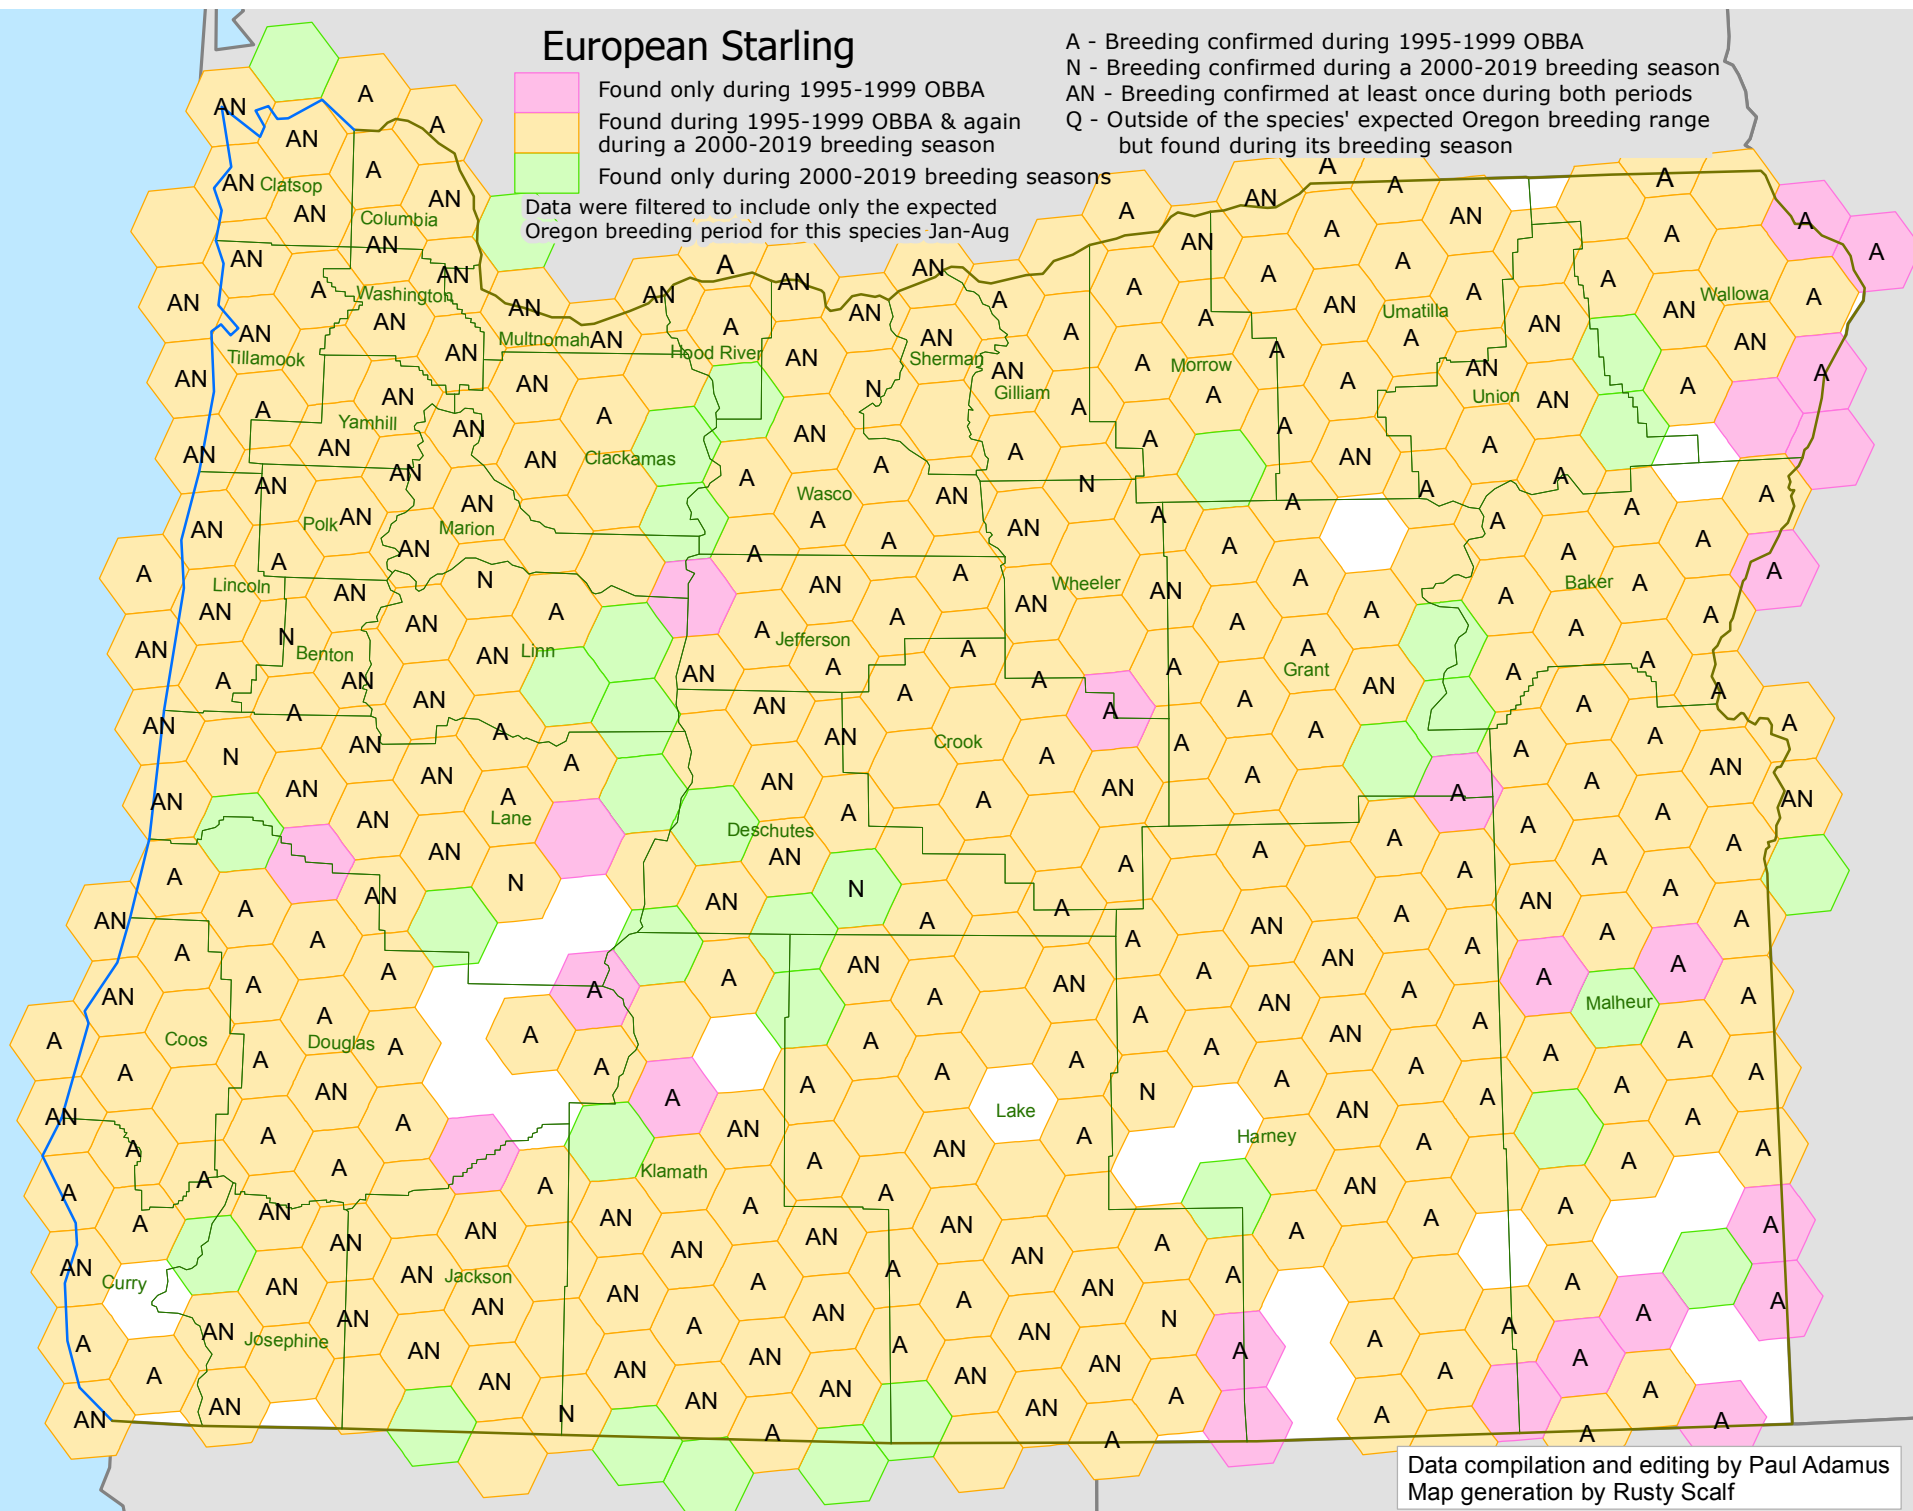 European Starling
Found only during 1995-1999 OBBA
Found during 1995-1999 OBBA & again
during a 2000-2019 breeding season
Found only during 2000-2019 breeding seasons
Data were filtered to include only the expected
Oregon breeding period for this species Jan-Aug
A - Breeding confirmed during 1995-1999 OBBA
N - Breeding confirmed during a 2000-2019 breeding season
AN - Breeding confirmed at least once during both periods
Q - Outside of the species' expected Oregon breeding range
but found during its breeding season
Clatsop
Columbia
Washington
Tillamook
Multnomah
Hood River
Sherman
Gilliam
Morrow
Umatilla
Union
Wallowa
Yamhill
Clackamas
Wasco
Polk
Marion
Lincoln
Wheeler
Baker
Benton
Linn
Jefferson
Grant
Crook
Lane
Deschutes
Coos
Douglas
Malheur
Lake
Harney
Klamath
Curry
Jackson
Josephine
Data compilation and editing by Paul Adamus
Map generation by Rusty Scalf